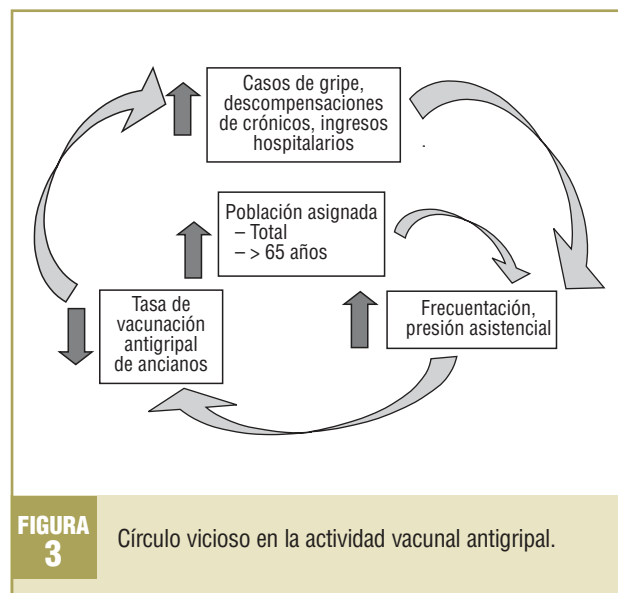 Casos de gripe,
descompensaciones
de crónicos, ingresos
hospitalarios
Población asignada
– Total
– > 65 años
Tasa de
vacunación
antigripal
de ancianos
Frecuentación,
presión asistencial
FIGURA
3
Círculo vicioso en la actividad vacunal antigripal.